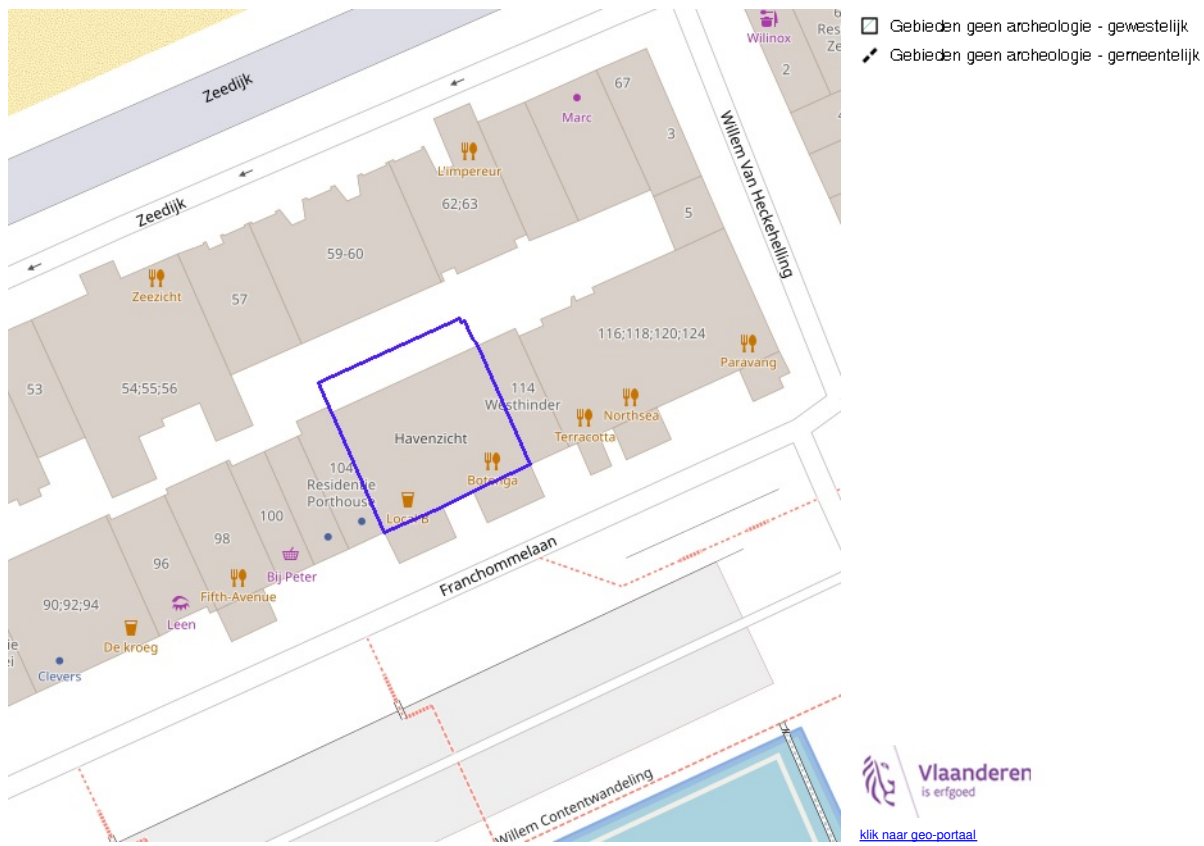 Gebieden geen archeologie - gewestelijk
Gebieden geen archeologie - gemeentelijk
Wilinox
2
Zeedijk
67
Marc
3
Willem Van Heckehelling
L'impereur
62;63
5
Zeedijk
59-60
Zeezicht
57
116;118;120;124
Paravang
53
54;55;56
114
Westhinder
Northsea
Terracotta
Havenzicht
Botenga
104
Residentie
Porthouse
Local B
100
98
Bij Peter
96
Fifth-Avenue
Franchommelaan
90;92;94
Leen
De kroeg
Clevers
Willem Contentwandeling
Vlaanderen
is erfgoed
klik naar geo-portaal